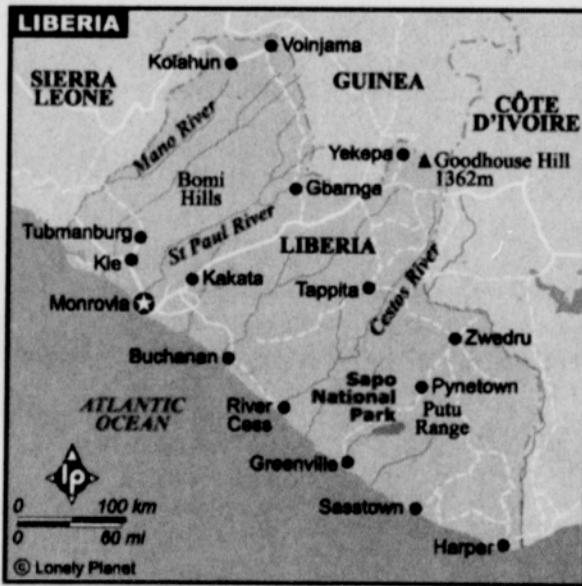 LIBERIA
Voinjama
Kolahun
SIERRA
LEONE
GUINEA
CÔTE
D'IVOIRE
Mano River
Yekepa
Goodhouse Hill
1362m
Bomi
Hills
Gbarnga
St Paul River
Tubmanburg
LIBERIA
Kle
Kakata
Tappita
Cestos River
Monrovia
Zwedru
Buchanan
Sapo
National
Park
Pynetown
ATLANTIC
OCEAN
River
Cess
Putu
Range
Greenville
lp
0 100 km
0 60 mi
Sasstown
Harper
© Lonely Planet